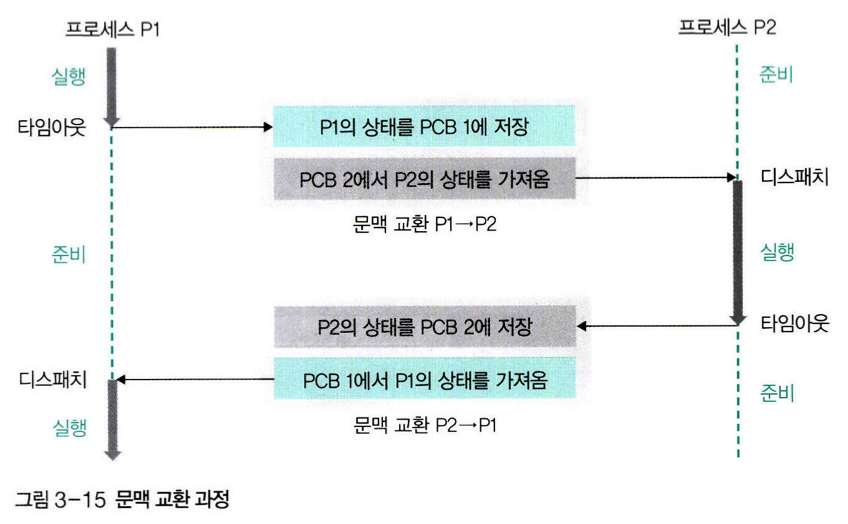 프로세스 P1
프로세스 P2
실행
준비
타임아웃
P1의 상태를 PCB 1에 저장
PCB 2에서 P2의 상태를 가져옴
디스패치
문맥 교환 P1→P2
준비
실행
P2의 상태를 PCB 2에 저장
타임아웃
디스패치
PCB 1에서 P1의 상태를 가져옴
준비
실행
문맥 교환 P2→P1
그림 3-15 문맥 교환 과정